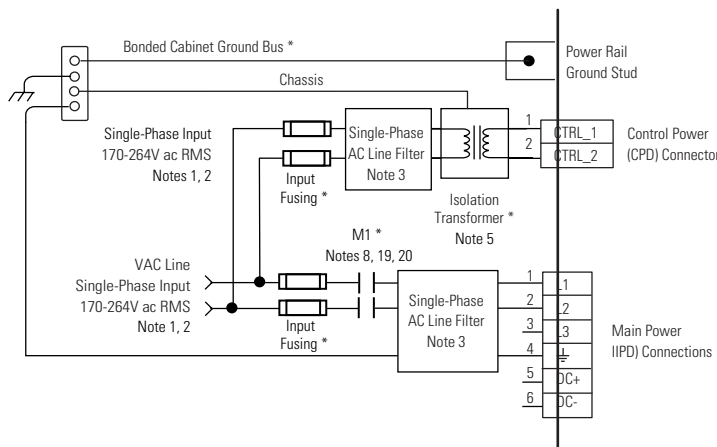 Bonded Cabinet Ground Bus *
Power Rail
Ground Stud
Chassis
Single-Phase Input
170-264V ac RMS
Notes 1, 2
Single-Phase
AC Line Filter
Note 3
1
2
CTRL_1
CTRL_2
Control Power
(CPD) Connector
Input
Fusing *
Isolation
Transformer *
Note 5
M1 *
Notes 8, 19, 20
VAC Line
Single-Phase Input
170-264V ac RMS
Note 1, 2
Input
Fusing *
Single-Phase
AC Line Filter
Note 3
1
2
3
4
5
6
L1
L2
L3
DC+
DC-
Main Power
IIPD) Connections